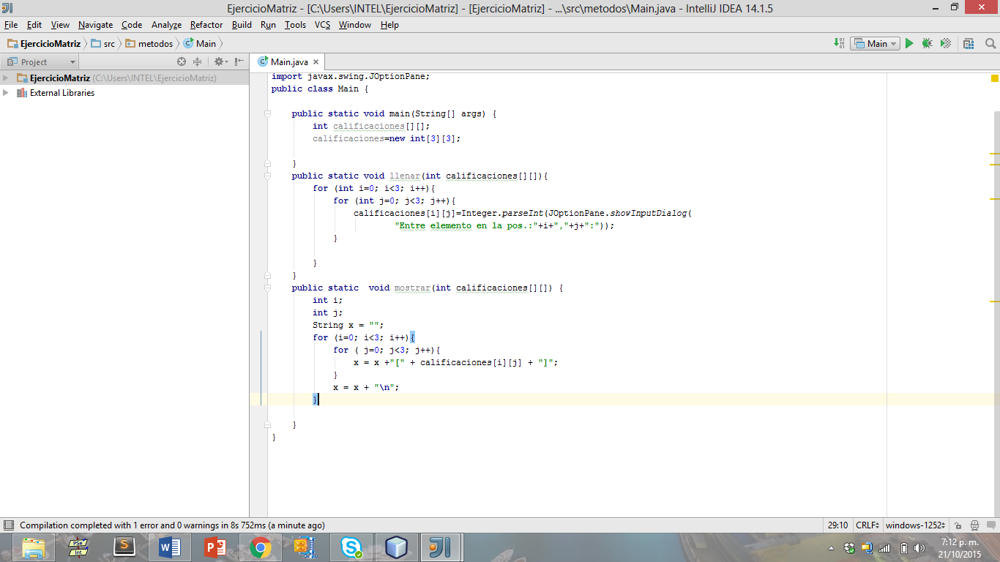 EjercicioMatriz - [C:\Users\INTEL\EjercicioMatriz] - [EjercicioMatriz] - ...\src\metodos\Main.java - IntelliJ IDEA 14.1.5
File Edit View Navigate Code Analyze Refactor Build Run Tools VCS Window Help
EjercicioMatriz src metodos Main Main
Project Main.java
EjercicioMatriz (C:\Users\INTEL\EjercicioMatriz)
External Libraries
import javax.swing.JOptionPane;
public class Main {
    public static void main(String[] args) {
        int calificaciones[][];
        calificaciones=new int[3][3];
    }
    public static void llenar(int calificaciones[][]){
        for (int i=0; i<3; i++){
            for (int j=0; j<3; j++){
                calificaciones[i][j]=Integer.parseInt(JOptionPane.showInputDialog(
                        "Entre elemento en la pos.:"+i+","+j+":"));
            }
        }
    }
    public static  void mostrar(int calificaciones[][]) {
        int i;
        int j;
        String x = "";
        for (i=0; i<3; i++){
            for ( j=0; j<3; j++){
                x = x +"[" + calificaciones[i][j] + "]";
            }
            x = x + "\n";
        }
    }
}
Compilation completed with 1 error and 0 warnings in 8s 752ms (a minute ago) 29:10 CRLF windows-1252
PSe
Int
7:12 p. m.
21/10/2015